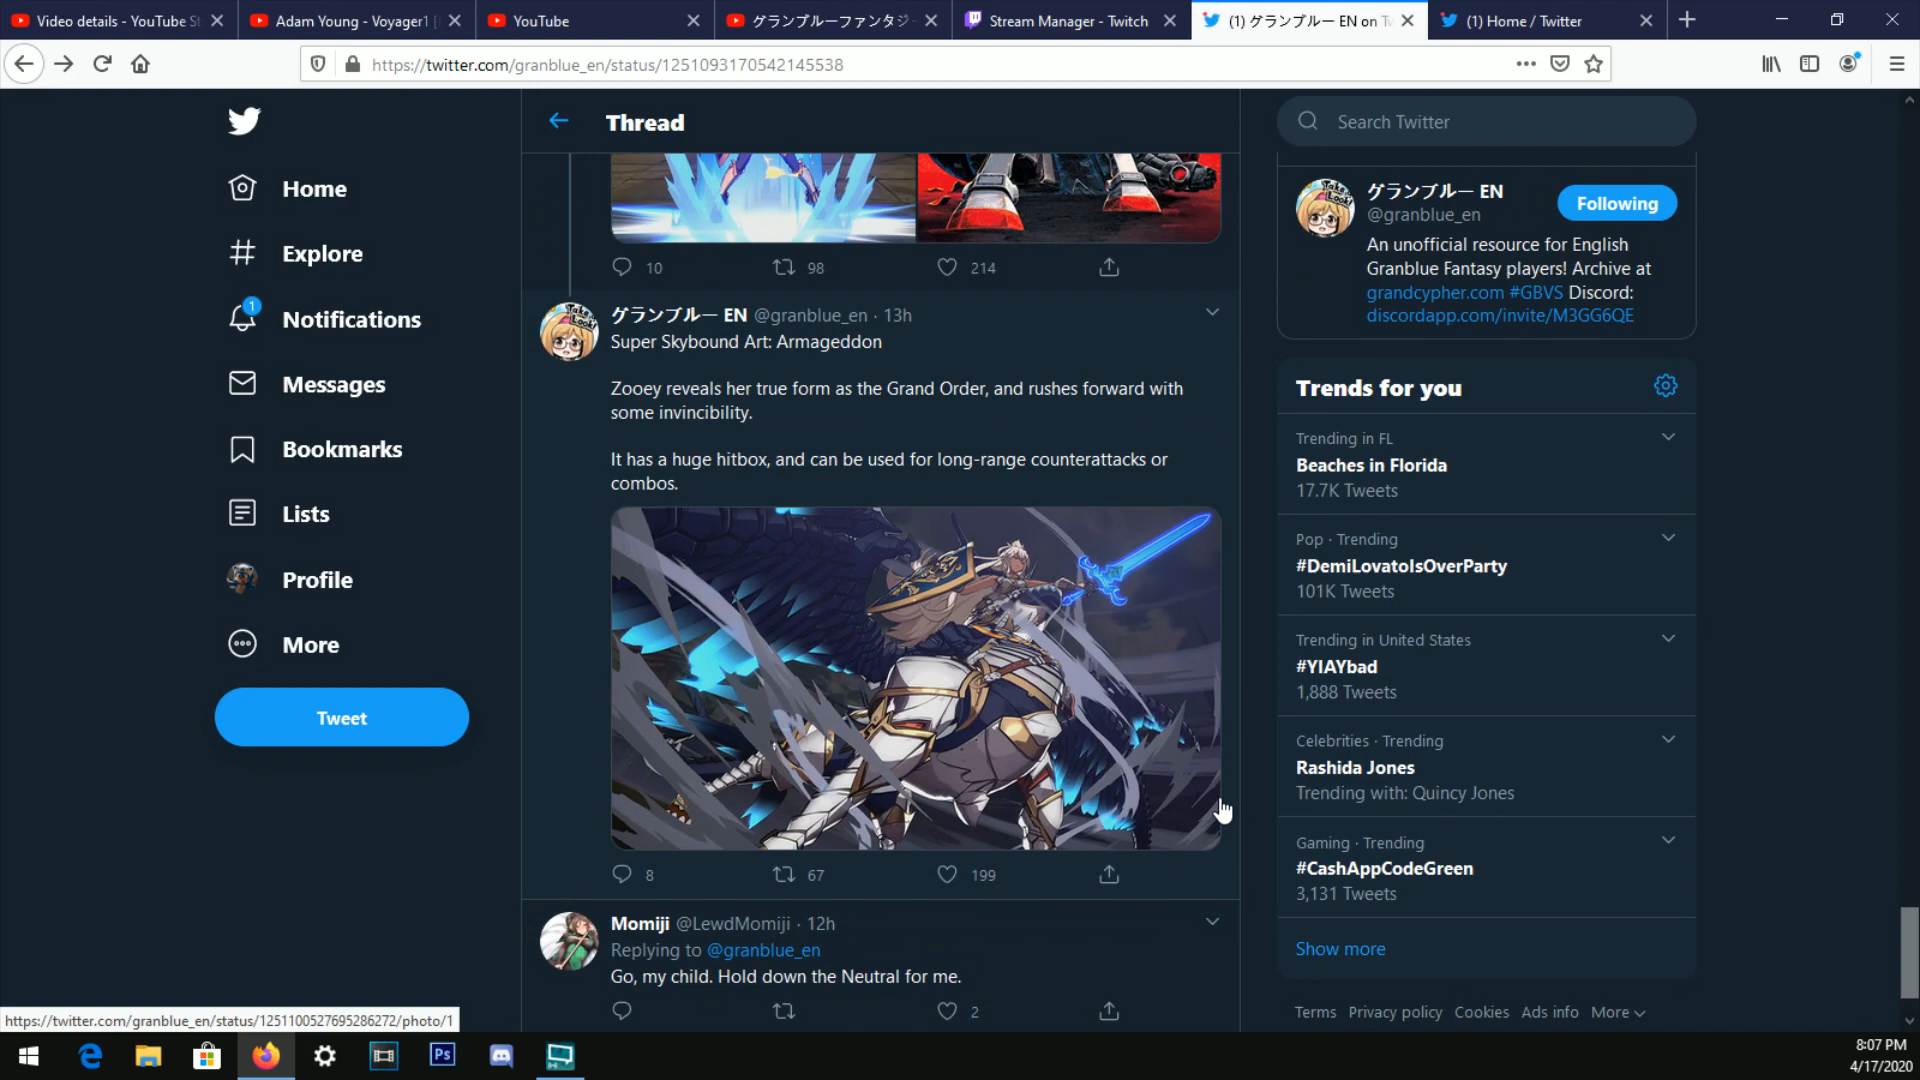 Video details - YouTube St
Adam Young - Voyager1 [
YouTube
グランブルーファンタジー
Stream Manager - Twitch
(1) グランブルー EN on Tw
(1) Home / Twitter
https://twitter.com/granblue_en/status/1251093170542145538
Home
Explore
1
Notifications
Messages
Bookmarks
Lists
Profile
More
Tweet
Thread
10
98
214
Take a Look!
グランブルー EN @granblue_en · 13h
Super Skybound Art: Armageddon
Zooey reveals her true form as the Grand Order, and rushes forward with
some invincibility.
It has a huge hitbox, and can be used for long-range counterattacks or
combos.
8
67
199
Momiji @LewdMomiji · 12h
Replying to @granblue_en
Go, my child. Hold down the Neutral for me.
2
Search Twitter
Take a Look!
グランブルー EN
@granblue_en
Following
An unofficial resource for English
Granblue Fantasy players! Archive at
grandcypher.com #GBVS Discord:
discordapp.com/invite/M3GG6QE
Trends for you
Trending in FL
Beaches in Florida
17.7K Tweets
Pop · Trending
#DemiLovatoIsOverParty
101K Tweets
Trending in United States
#YIAYbad
1,888 Tweets
Celebrities · Trending
Rashida Jones
Trending with: Quincy Jones
Gaming · Trending
#CashAppCodeGreen
3,131 Tweets
Show more
Terms Privacy policy Cookies Ads info More
https://twitter.com/granblue_en/status/1251100527695286272/photo/1
Ps
8:07 PM
4/17/2020